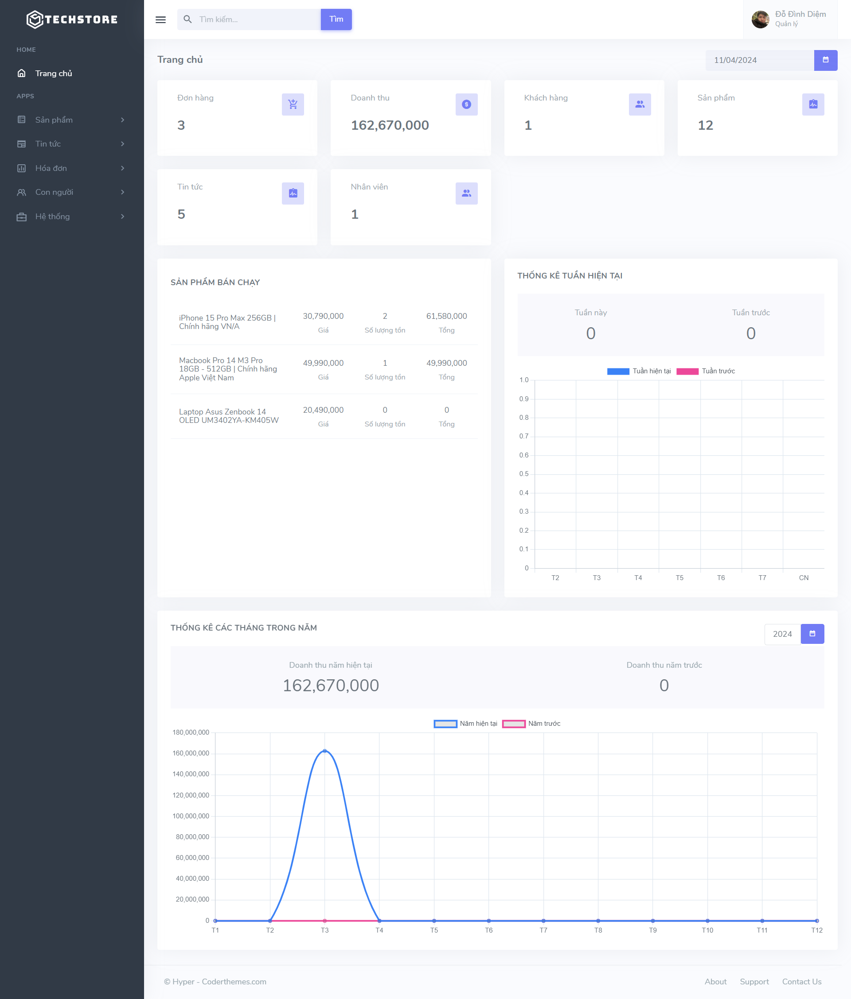 TECHSTORE
HOME
Trang chủ
APPS
Sản phẩm
Tin tức
Hóa đơn
Con người
Hệ thống
Tìm kiếm...
Tìm
Đỗ Đình Diệm
Quản lý
Trang chủ
11/04/2024
Đơn hàng
3
Doanh thu
162,670,000
Khách hàng
1
Sản phẩm
12
Tin tức
5
Nhân viên
1
SẢN PHẨM BÁN CHẠY
iPhone 15 Pro Max 256GB |
Chính hãng VN/A
30,790,000
Giá
2
Số lượng tồn
61,580,000
Tổng
Macbook Pro 14 M3 Pro
18GB - 512GB | Chính hãng
Apple Việt Nam
49,990,000
Giá
1
Số lượng tồn
49,990,000
Tổng
Laptop Asus Zenbook 14
OLED UM3402YA-KM405W
20,490,000
Giá
0
Số lượng tồn
0
Tổng
THỐNG KÊ TUẦN HIỆN TẠI
Tuần này
0
Tuần trước
0
Tuần hiện tại
Tuần trước
1.0
0.9
0.8
0.7
0.6
0.5
0.4
0.3
0.2
0.1
0
T2 T3 T4 T5 T6 T7 CN
THỐNG KÊ CÁC THÁNG TRONG NĂM
2024
Doanh thu năm hiện tại
162,670,000
Doanh thu năm trước
0
Năm hiện tại
Năm trước
180,000,000
160,000,000
140,000,000
120,000,000
100,000,000
80,000,000
60,000,000
40,000,000
20,000,000
0
T1 T2 T3 T4 T5 T6 T7 T8 T9 T10 T11 T12
© Hyper - Coderthemes.com
About Support Contact Us